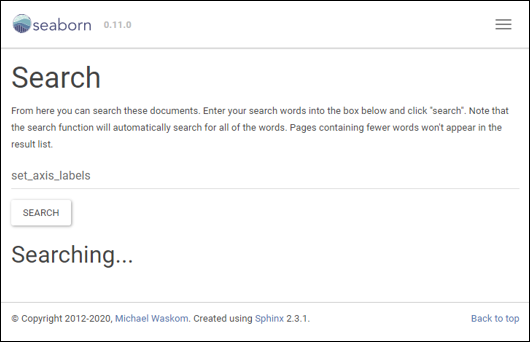 seaborn 0.11.0
Search
From here you can search these documents. Enter your search words into the box below and click "search". Note that
the search function will automatically search for all of the words. Pages containing fewer words won't appear in the
result list.
set_axis_labels
SEARCH
Searching...
© Copyright 2012-2020, Michael Waskom. Created using Sphinx 2.3.1. Back to top